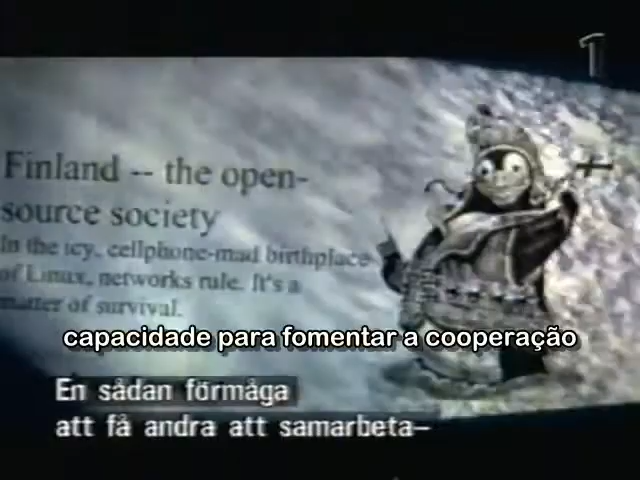 1
Finland -- the open-
source society
In the icy, cellphone-mad birthplace
of Linux, networks rule. It's a
matter of survival.
capacidade para fomentar a cooperação
En sådan förmåga
att få andra att samarbeta–